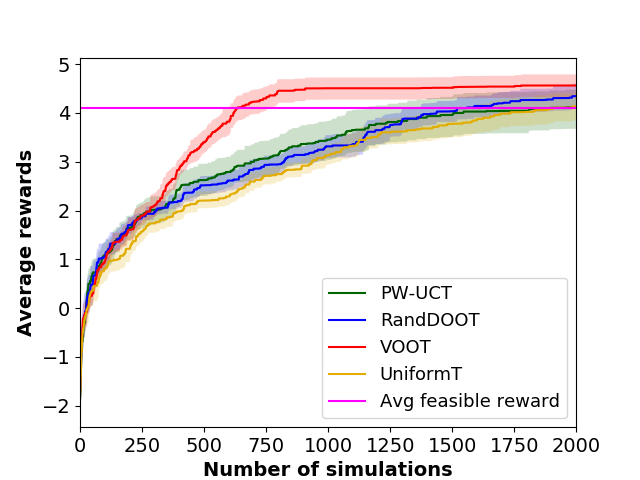 5
4
3
2
1
0
−1
−2
Average rewards
PW-UCT
RandDOOT
VOOT
UniformT
Avg feasible reward
0 250 500 750 1000 1250 1500 1750 2000
Number of simulations